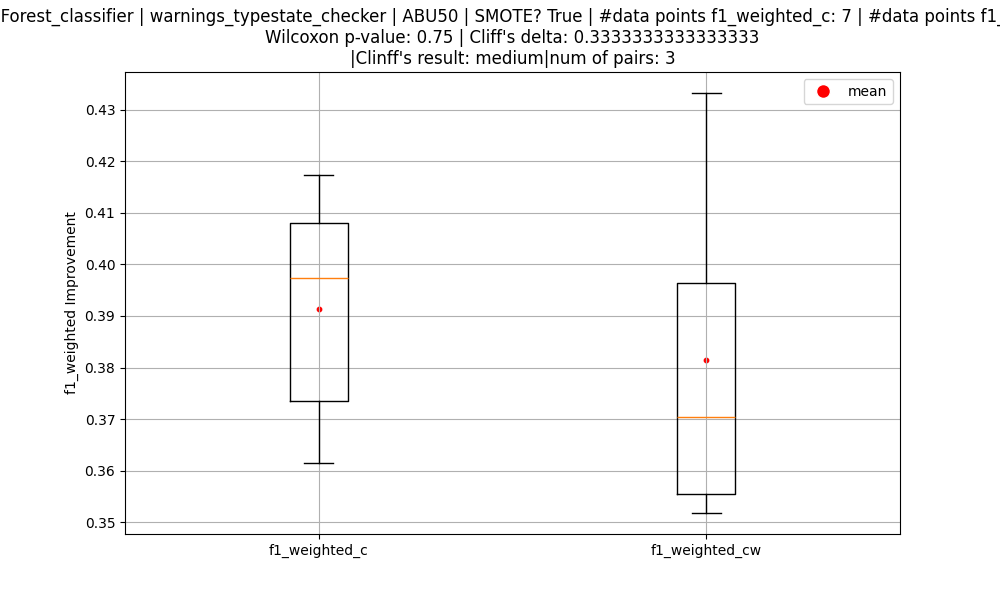 Forest_classifier | warnings_typestate_checker | ABU50 | SMOTE? True | #data points f1_weighted_c: 7 | #data points f1_
Wilcoxon p-value: 0.75 | Cliff's delta: 0.3333333333333333
|Clinff's result: medium|num of pairs: 3
mean
0.43
0.42
0.41
0.40
0.39
0.38
0.37
0.36
0.35
f1_weighted Improvement
f1_weighted_c
f1_weighted_cw